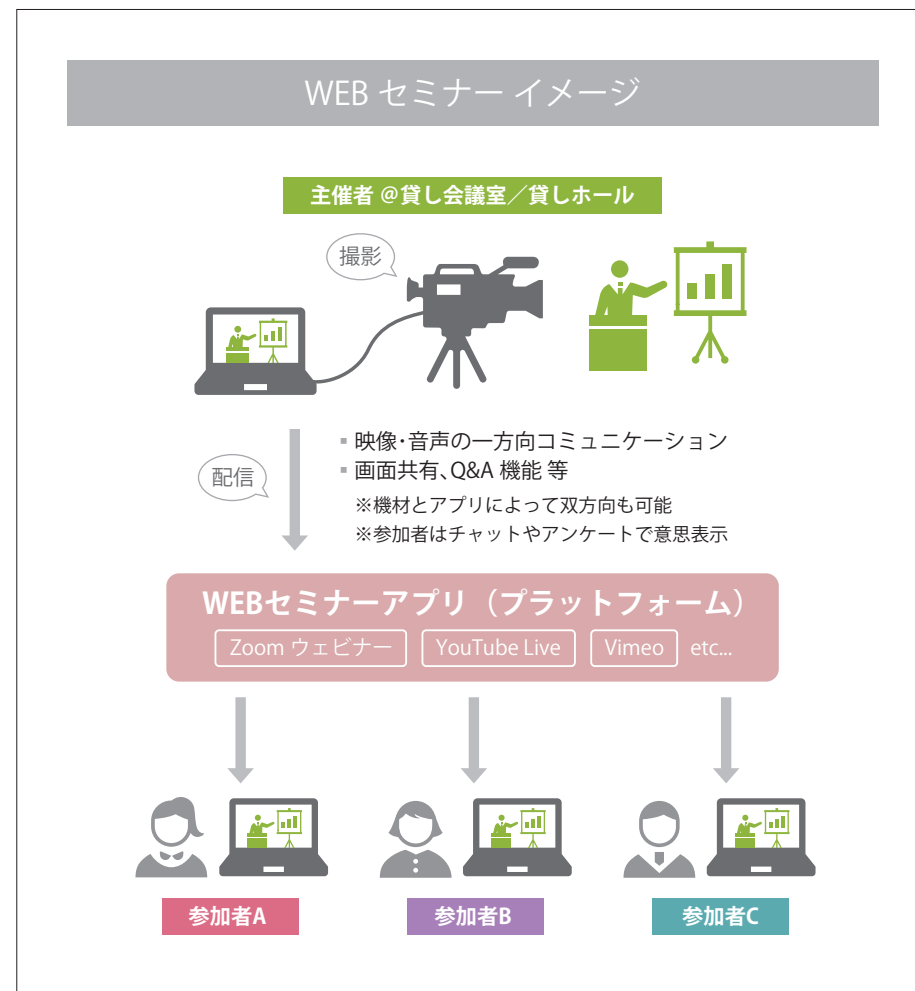 WEB セミナー イメージ
主催者 @貸し会議室／貸しホール
撮影
配信
▪ 映像・音声の一方向コミュニケーション
▪ 画面共有、Q&A 機能 等
※機材とアプリによって双方向も可能
※参加者はチャットやアンケートで意思表示
WEBセミナーアプリ（プラットフォーム）
Zoom ウェビナー YouTube Live Vimeo etc...
参加者A 参加者B 参加者C